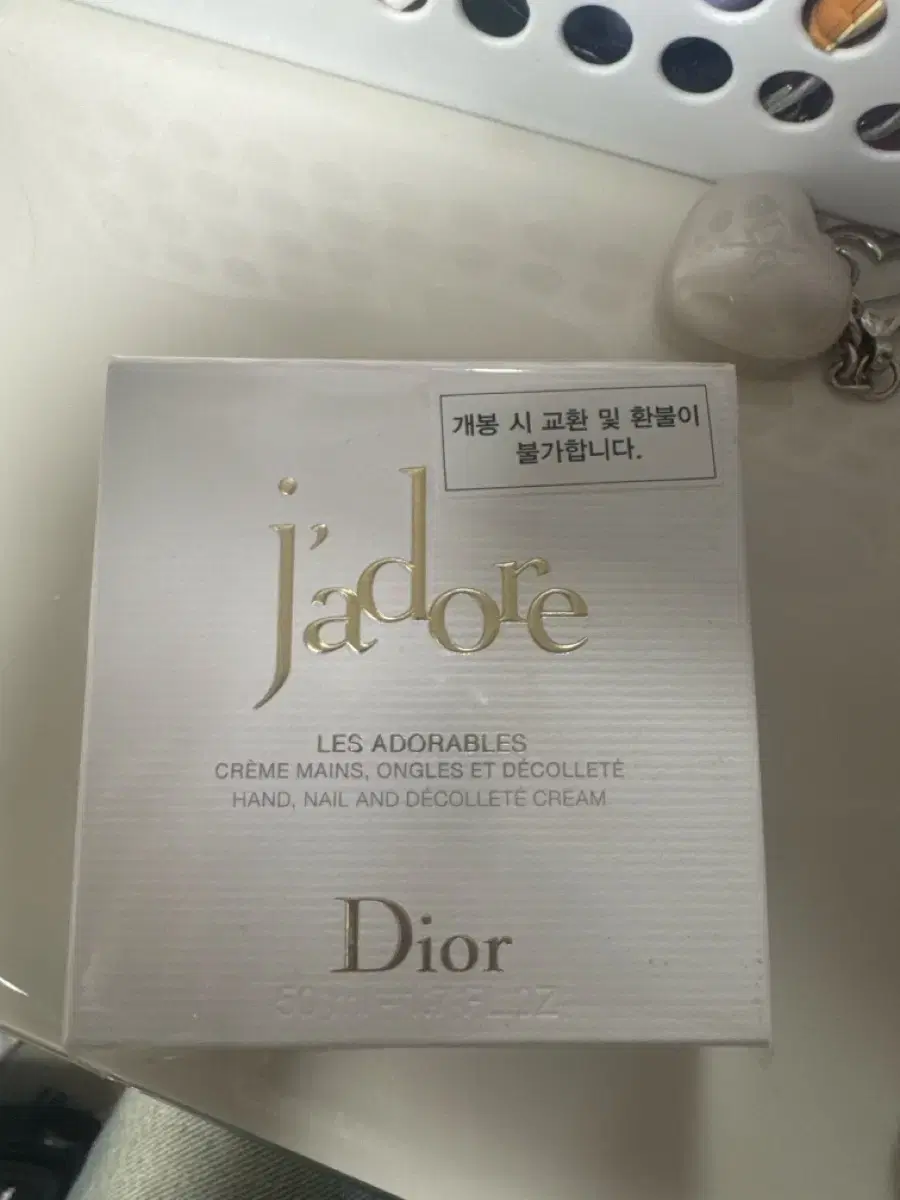 개봉 시 교환 및 환불이
불가합니다.
j'adore
LES ADORABLES
CRÈME MAINS, ONGLES ET DÉCOLLETÉ
HAND, NAIL AND DÉCOLLETÉ CREAM
Dior